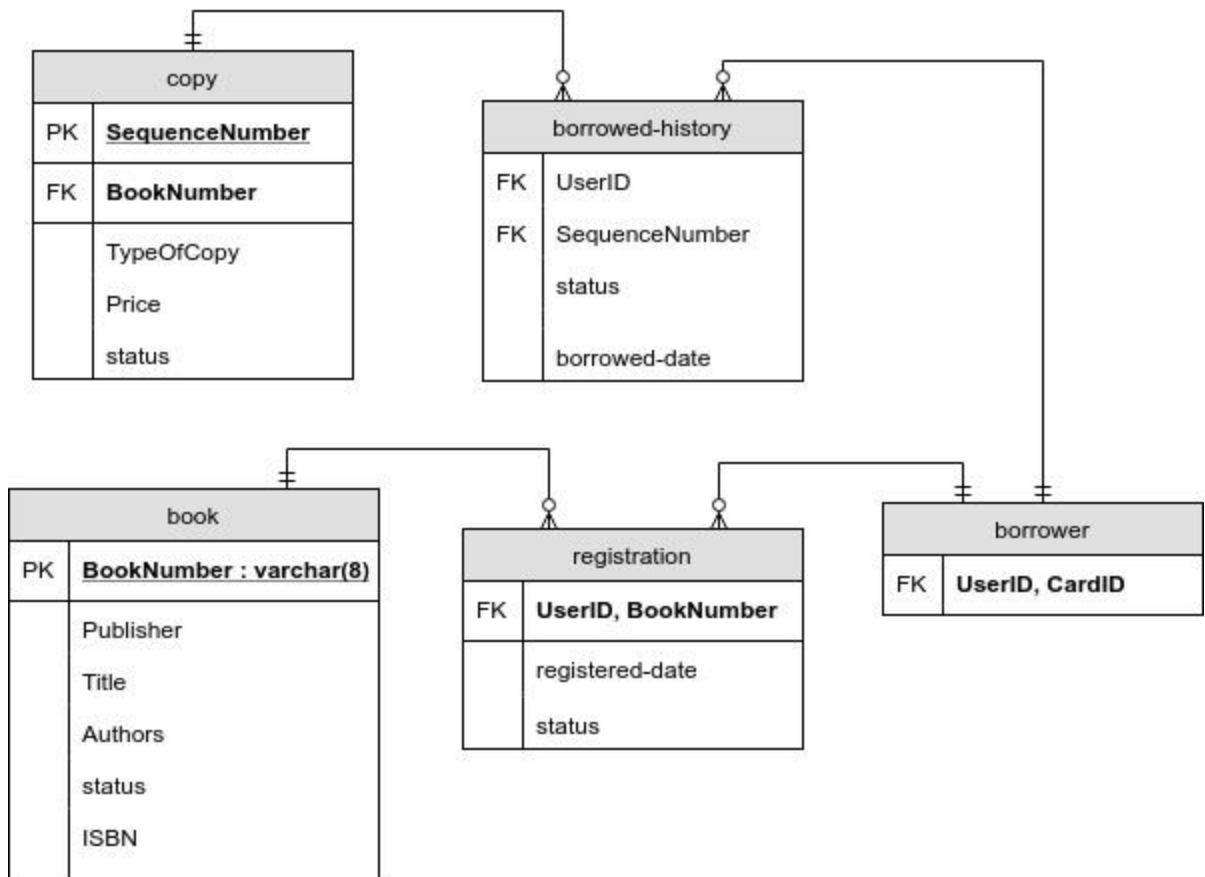 copy
PK SequenceNumber
FK BookNumber
TypeOfCopy
Price
status
borrowed-history
FK UserID
FK SequenceNumber
status
borrowed-date
book
PK BookNumber : varchar(8)
Publisher
Title
Authors
status
ISBN
registration
FK UserID, BookNumber
registered-date
status
borrower
FK UserID, CardID